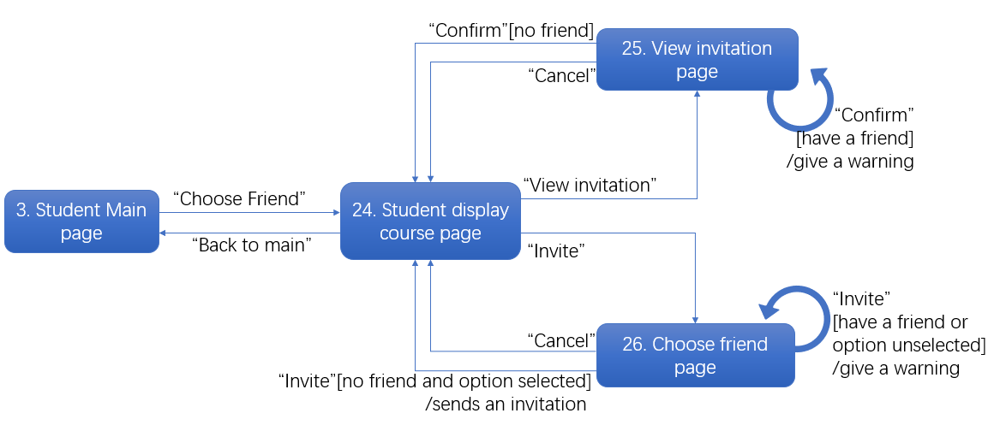 “Confirm”[no friend]
25. View invitation
page
“Cancel”
“Confirm”
[have a friend]
/give a warning
“View invitation”
“Choose Friend”
3. Student Main
page
24. Student display
course page
“Back to main”
“Invite”
“Invite”
[have a friend or
option unselected]
/give a warning
“Cancel”
26. Choose friend
page
“Invite”[no friend and option selected]
/sends an invitation